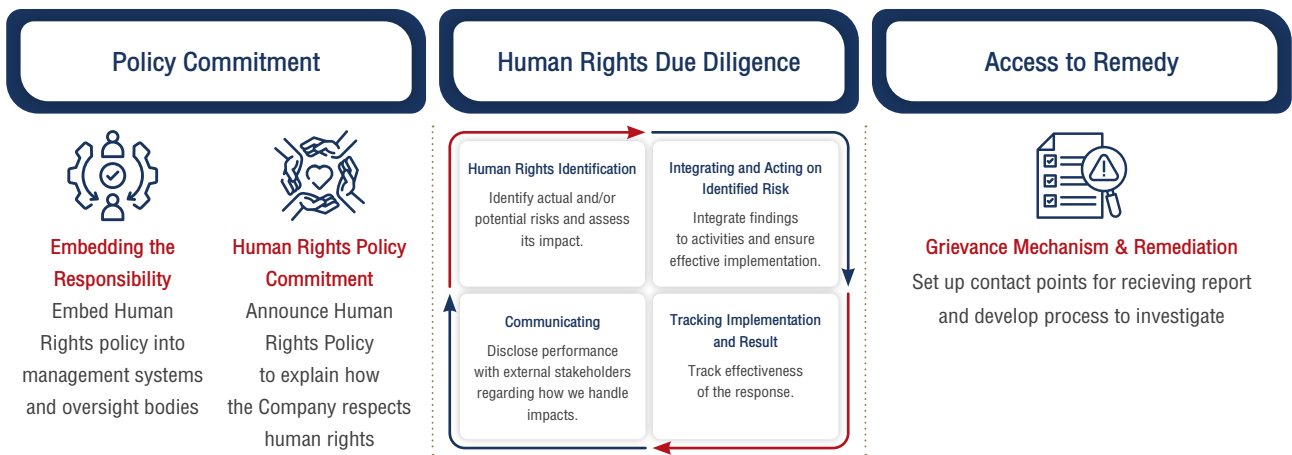 Policy Commitment
Embedding the
Responsibility
Embed Human
Rights policy into
management systems
and oversight bodies
Human Rights Policy
Commitment
Announce Human
Rights Policy
to explain how
the Company respects
human rights
Human Rights Due Diligence
Human Rights Identification
Identify actual and/or
potential risks and assess
its impact.
Integrating and Acting on
Identified Risk
Integrate findings
to activities and ensure
effective implementation.
Communicating
Disclose performance
with external stakeholders
regarding how we handle
impacts.
Tracking Implementation
and Result
Track effectiveness
of the response.
Access to Remedy
Grievance Mechanism & Remediation
Set up contact points for recieving report
and develop process to investigate